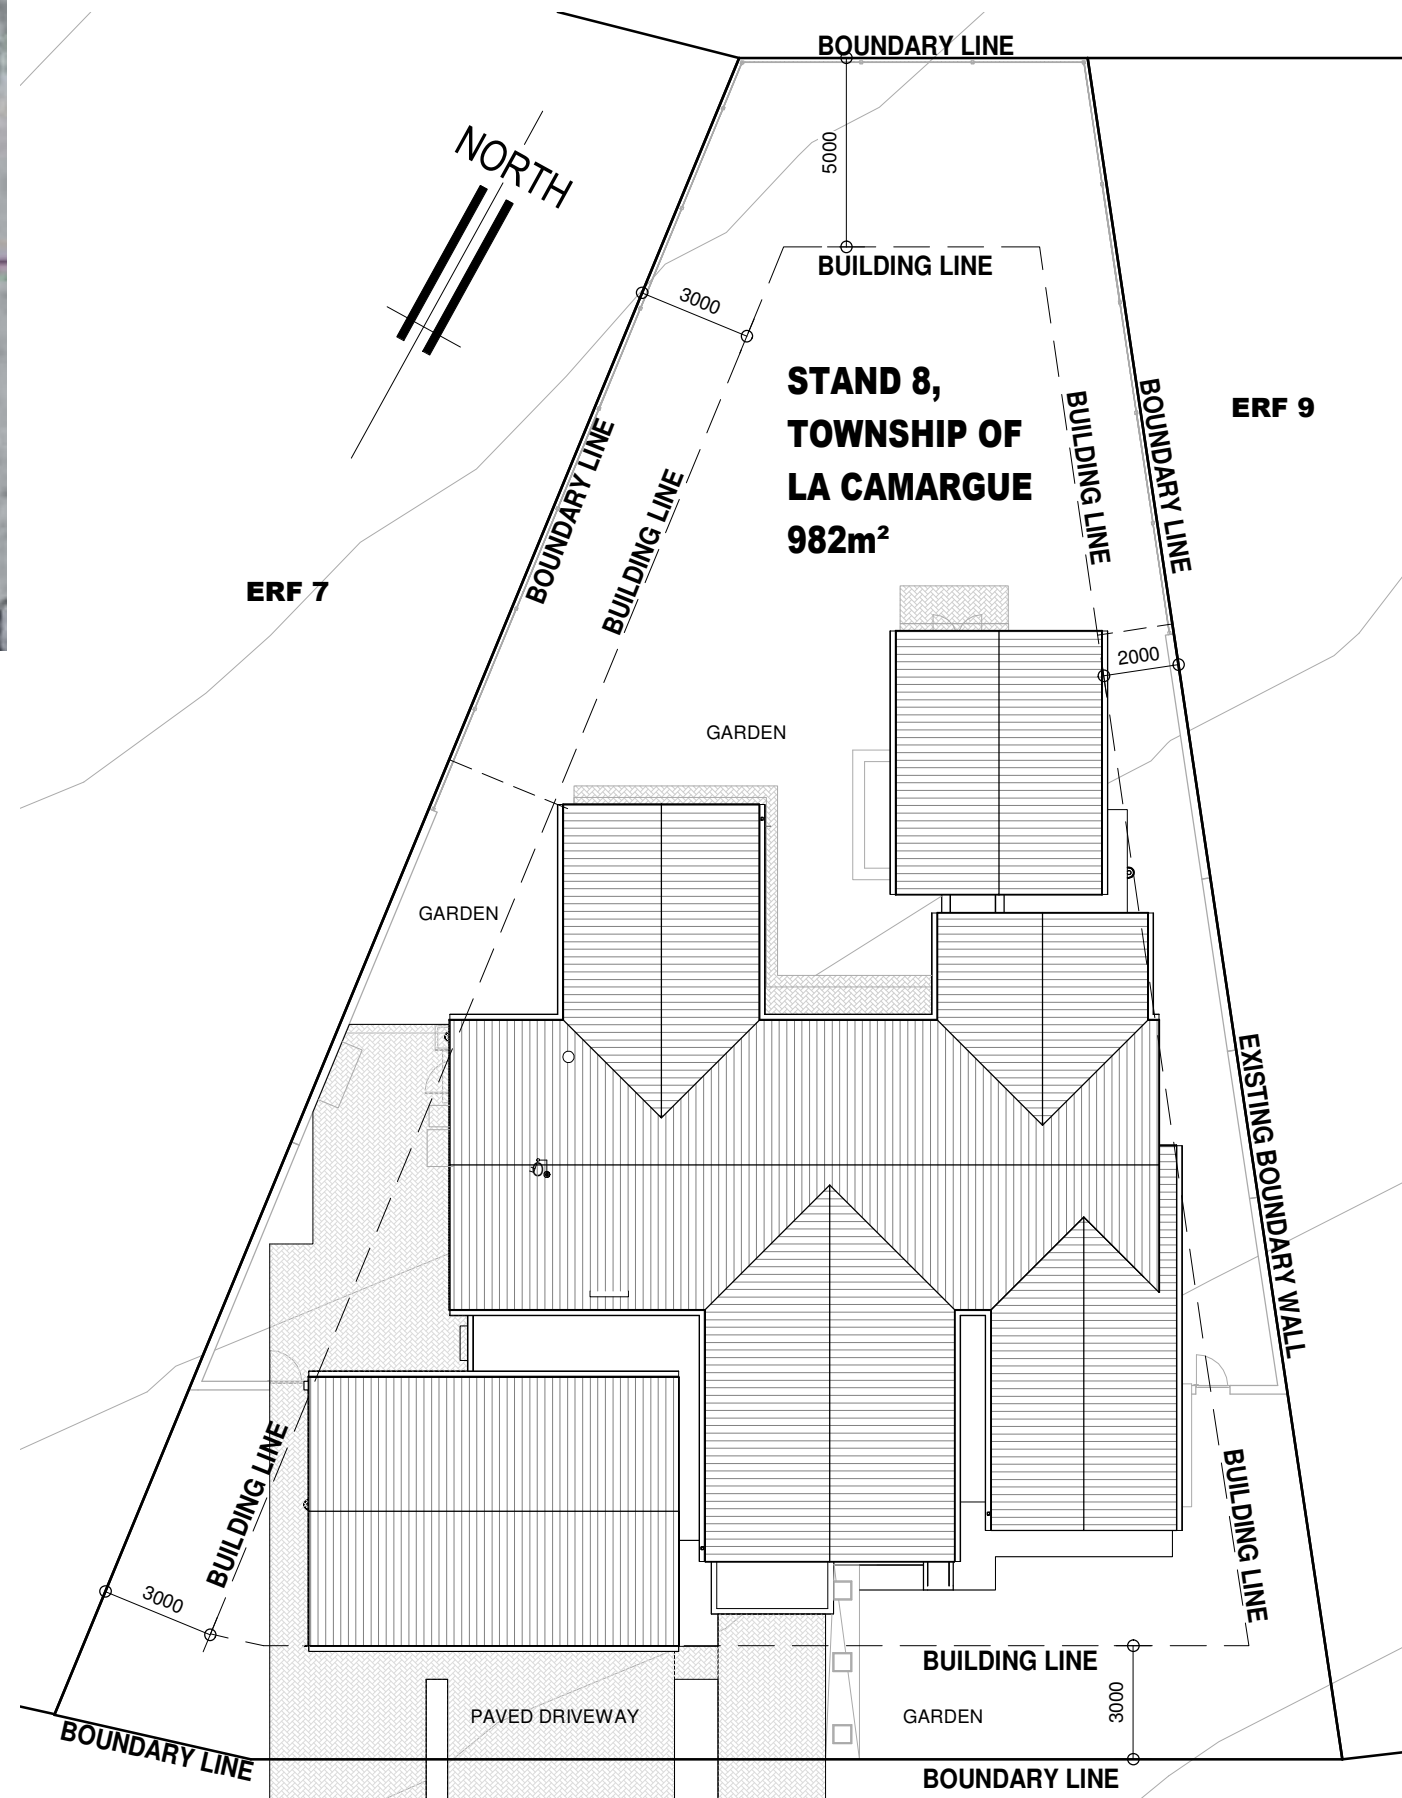 BOUNDARY LINE
NORTH
5000
BUILDING LINE
3000
STAND 8,
TOWNSHIP OF
LA CAMARGUE
982m²
BUILDING LINE
BOUNDARY LINE
ERF 9
BOUNDARY LINE
BUILDING LINE
ERF 7
2000
GARDEN
GARDEN
EXISTING BOUNDARY WALL
BUILDING LINE
BUILDING LINE
3000
BUILDING LINE
3000
PAVED DRIVEWAY
GARDEN
BOUNDARY LINE
BOUNDARY LINE